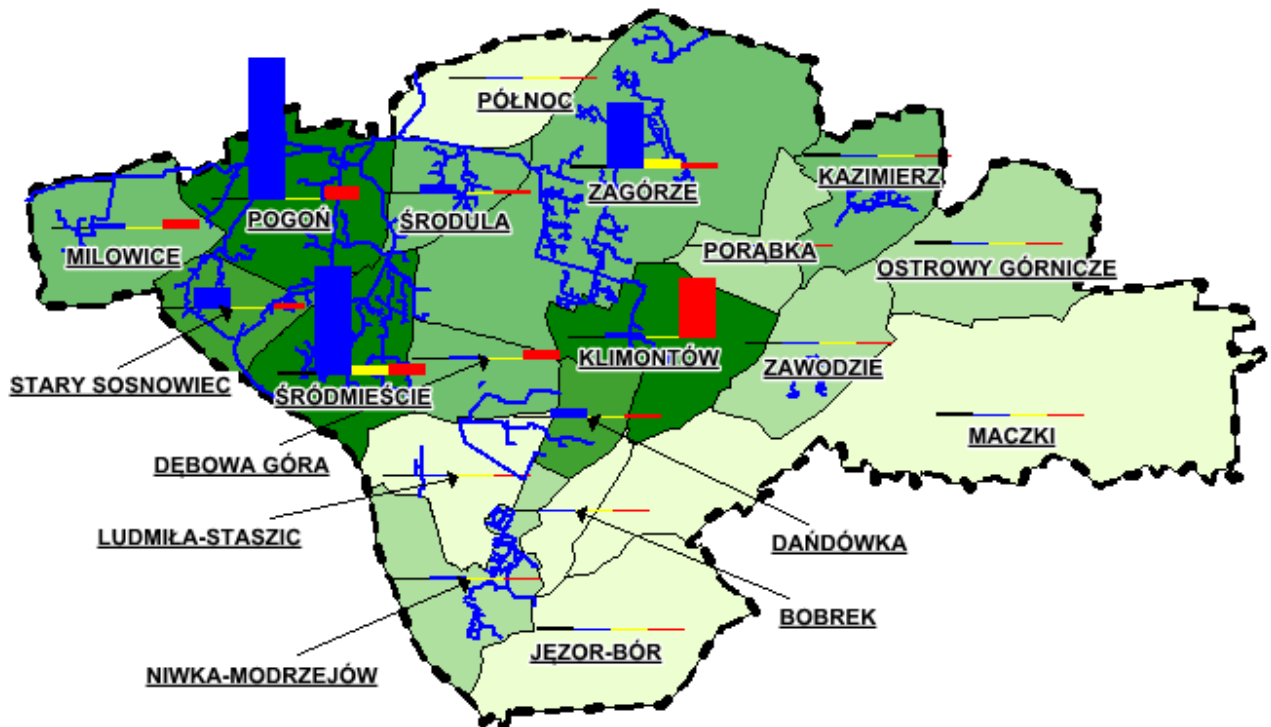 PÓŁNOC
ZAGÓRZE
KAZIMIERZ
POGOŃ
ŚRODULA
MILOWICE
PORĄBKA
OSTROWY GÓRNICZE
KLIMONTÓW
ZAWODZIE
STARY SOSNOWIEC
ŚRÓDMIEŚCIE
MACZKI
DĘBOWA GÓRA
LUDMIŁA-STASZIC
DAŃDÓWKA
BOBREK
JĘZOR-BÓR
NIWKA-MODRZEJÓW